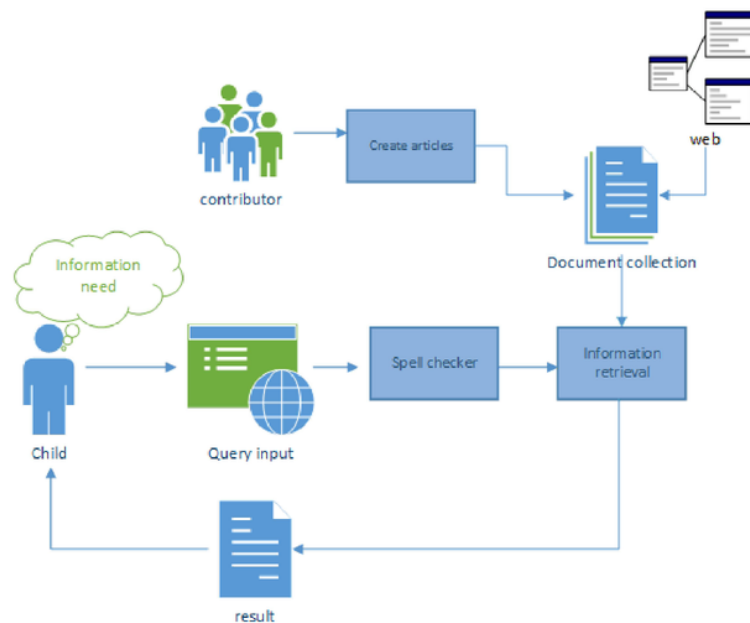 web
Create articles
contributor
Document collection
Information
need
Spell checker
Information
retrieval
Child
Query input
result